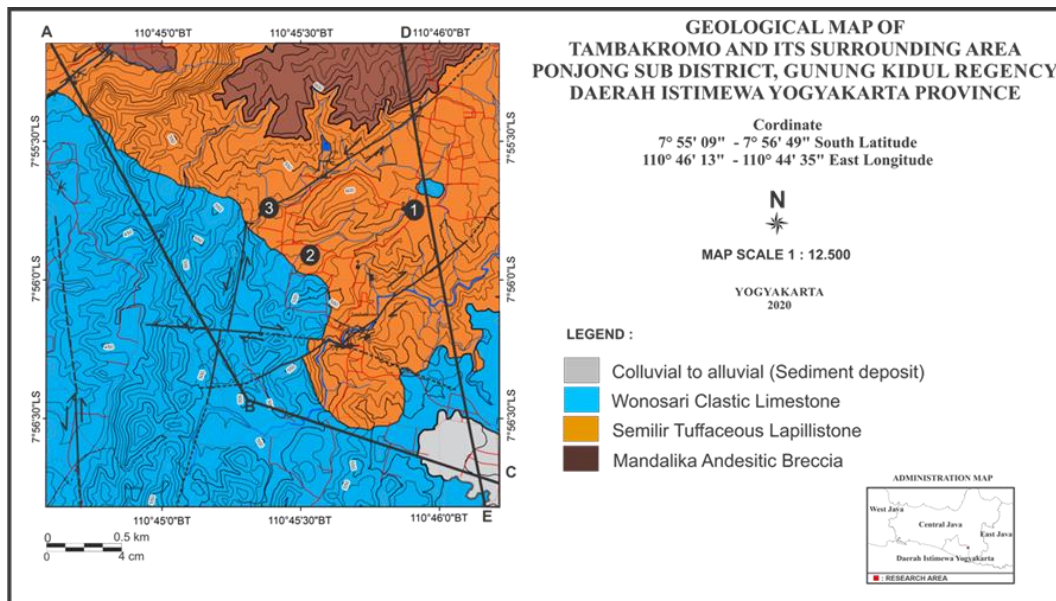 GEOLOGICAL MAP OF
TAMBAKROMO AND ITS SURROUNDING AREA
PONJONG SUB DISTRICT, GUNUNG KIDUL REGENCY
DAERAH ISTIMEWA YOGYAKARTA PROVINCE
Cordinate
7° 55' 09" - 7° 56' 49" South Latitude
110° 46' 13" - 110° 44' 35" East Longitude
N
MAP SCALE 1 : 12.500
YOGYAKARTA
2020
LEGEND :
Colluvial to alluvial (Sediment deposit)
Wonosari Clastic Limestone
Semilir Tuffaceous Lapillistone
Mandalika Andesitic Breccia
ADMINISTRATION MAP
West Java
Central Java
East Java
Daerah Istimewa Yogyakarta
: RESEARCH AREA
A
110°45'0"BT
110°45'30"BT
D
110°46'0"BT
7°55'30"LS
7°55'30"LS
3
1
2
7°56'0"LS
7°56'0"LS
B
7°56'30"LS
7°56'30"LS
C
110°45'0"BT
110°45'30"BT
110°46'0"BT
E
0
0.5 km
0
4 cm